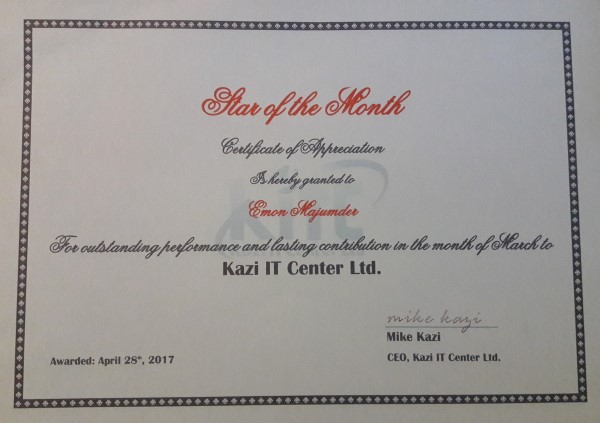 Star of the Month
Certificate of Appreciation
Is hereby granted to
Emon Majumder
For outstanding performance and lasting contribution in the month of March to
Kazi IT Center Ltd.
mike kazi
Mike Kazi
Awarded: April 28th, 2017
CEO, Kazi IT Center Ltd.